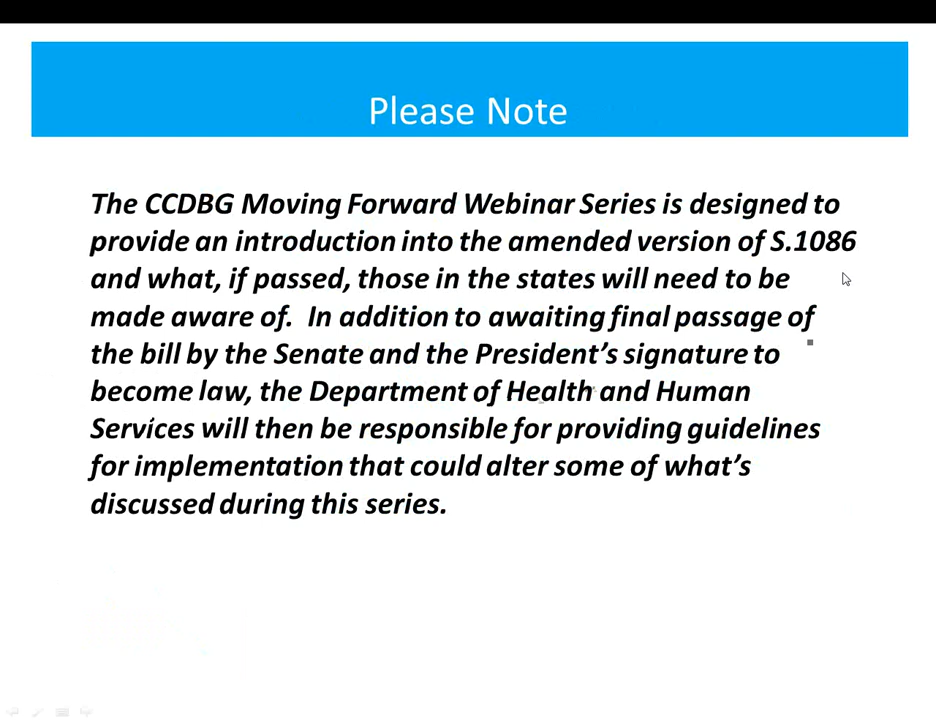 Please Note
The CCDBG Moving Forward Webinar Series is designed to
provide an introduction into the amended version of S.1086
and what, if passed, those in the states will need to be
made aware of.  In addition to awaiting final passage of
the bill by the Senate and the President’s signature to
become law, the Department of Health and Human
Services will then be responsible for providing guidelines
for implementation that could alter some of what’s
discussed during this series.